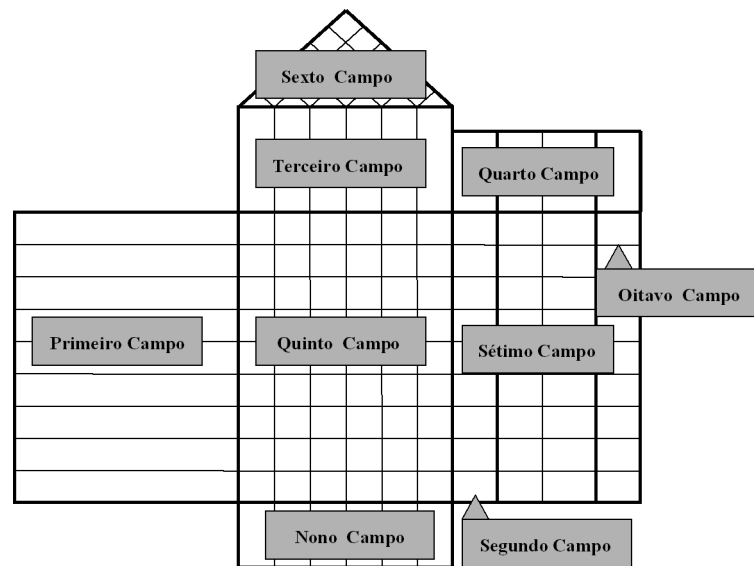 Sexto Campo
Terceiro Campo
Quarto Campo
Oitavo Campo
Primeiro Campo
Quinto Campo
Sétimo Campo
Nono Campo
Segundo Campo